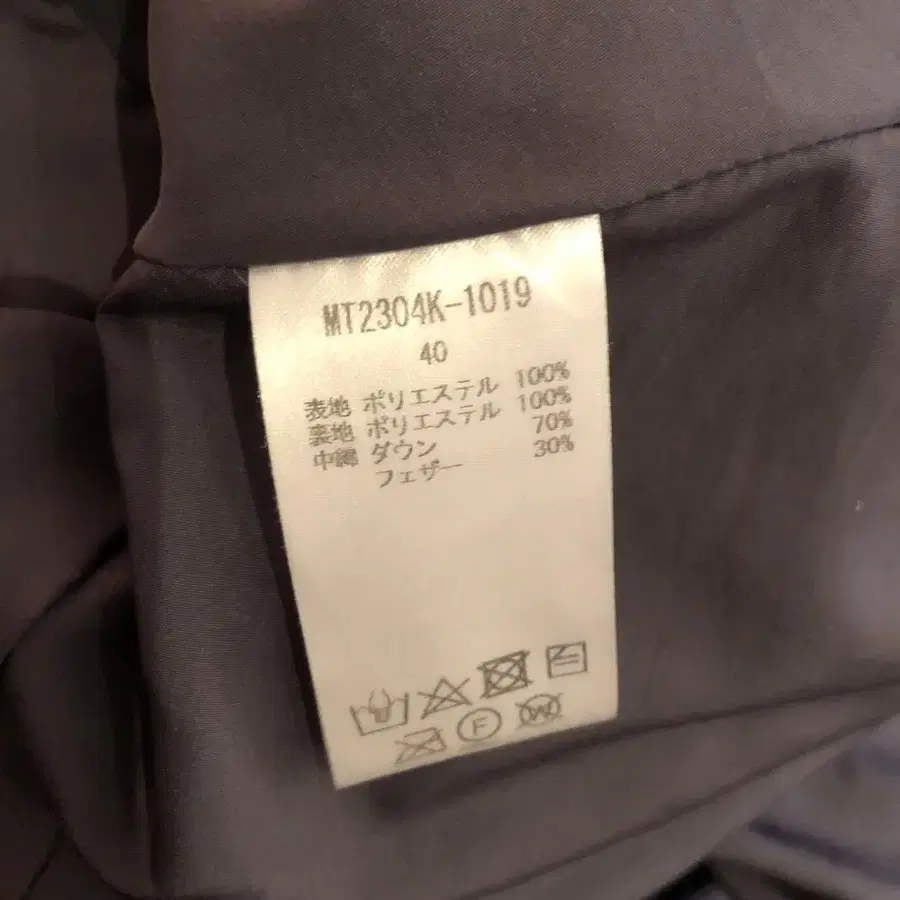 MT2304K-1019
40
表地 ポリエステル 100%
裏地 ポリエステル 100%
中綿 ダウン 70%
フェザー 30%
F
W